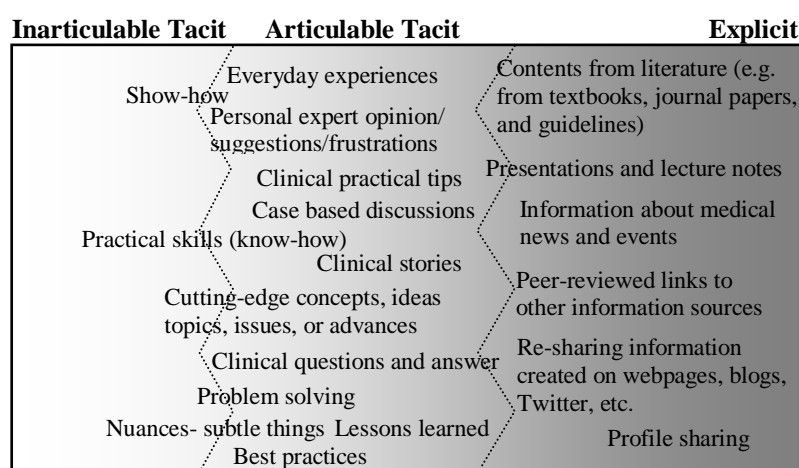 Inarticulable Tacit Articulable Tacit Explicit
Everyday experiences
Show-how
Personal expert opinion/
suggestions/frustrations
Clinical practical tips
Case based discussions
Practical skills (know-how)
Clinical stories
Cutting-edge concepts, ideas
topics, issues, or advances
Clinical questions and answer
Problem solving
Nuances- subtle things Lessons learned
Best practices
Contents from literature (e.g.
from textbooks, journal papers,
and guidelines)
Presentations and lecture notes
Information about medical
news and events
Peer-reviewed links to
other information sources
Re-sharing information
created on webpages, blogs,
Twitter, etc.
Profile sharing